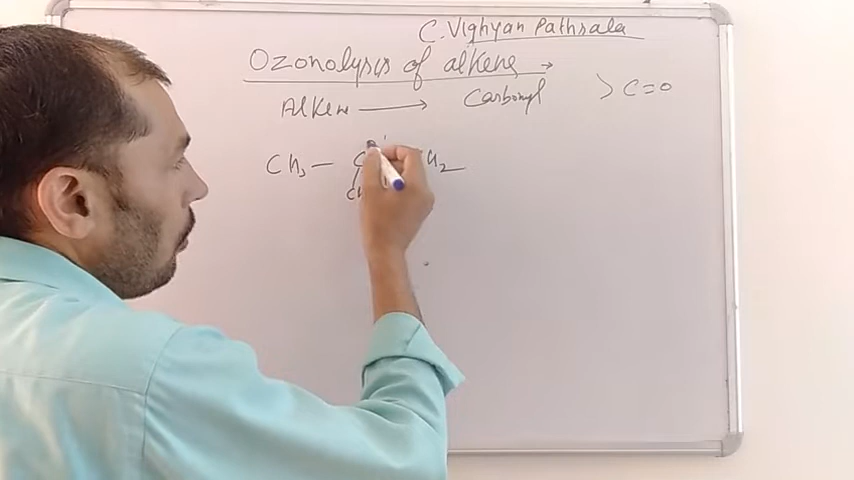 C. Vighyan Pathsala
Ozonolysis of alkene →
Alkene ⟶ Carbonyl >C=O
CH₃ –